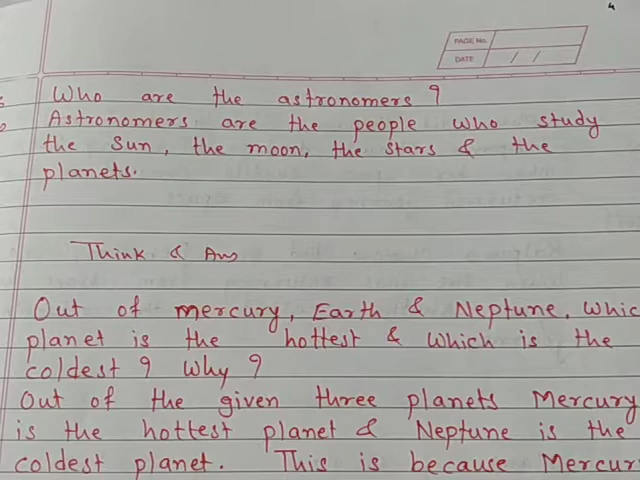 4
PAGE No.
DATE / /
Who are the astronomers ?
Astronomers are the people who study
the Sun, the moon, the stars & the
planets.
Think & Ans
Out of mercury, Earth & Neptune, whic
planet is the hottest & which is the
coldest ? Why ?
Out of the given three planets Mercury
is the hottest planet & Neptune is the
coldest planet. This is because Mercur